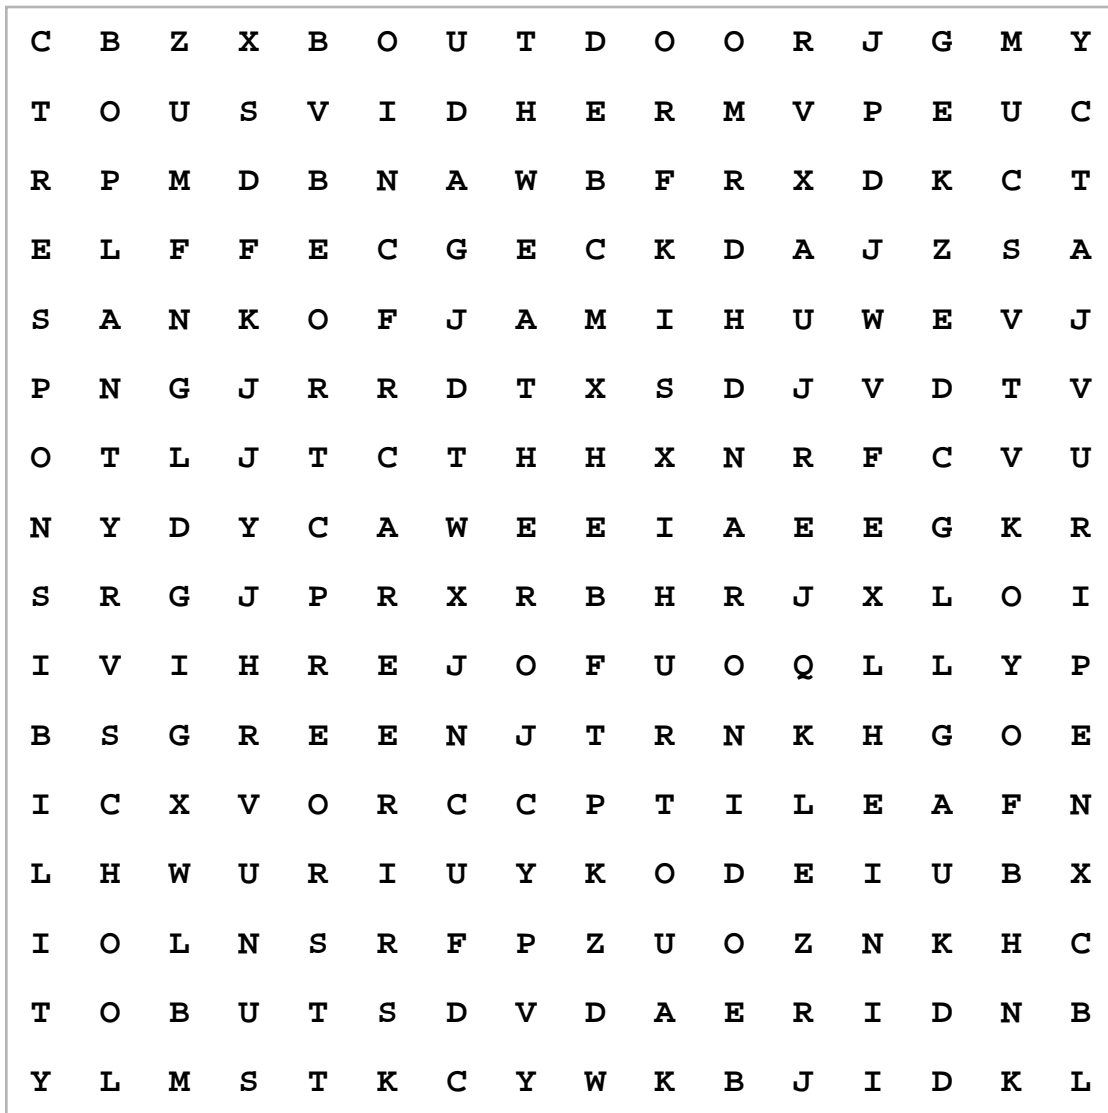 C B Z X B O U T D O O R J G M Y
T O U S V I D H E R M V P E U C
R P M D B N A W B F R X D K C T
E L F F E C G E C K D A J Z S A
S A N K O F J A M I H U W E V J
P N G J R R D T X S D J V D T V
O T L J T C T H H X N R F C V U
N Y D Y C A W E E I A E E G K R
S R G J P R X R B H R J X L O I
I V I H R E J O F U O Q L L Y P
B S G R E E N J T R N K H G O E
I C X V O R C C P T I L E A F N
L H W U R I U Y K O D E I U B X
I O L N S R F P Z U O Z N K H C
T O B U T S D V D A E R I D N B
Y L M S T K C Y W K B J I D K L